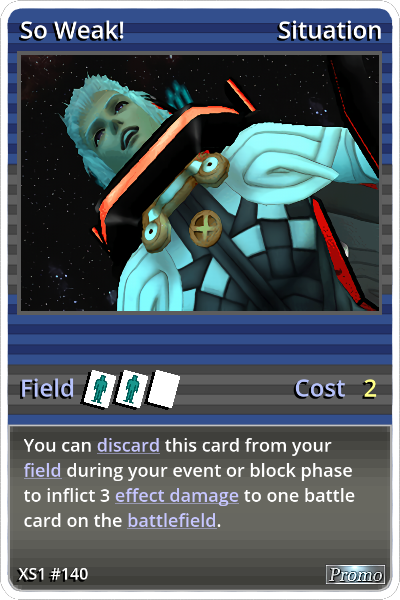 So Weak! Situation
Field Cost 2
You can discard this card from your
field during your event or block phase
to inflict 3 effect damage to one battle
card on the battlefield.
XS1 #140 Promo